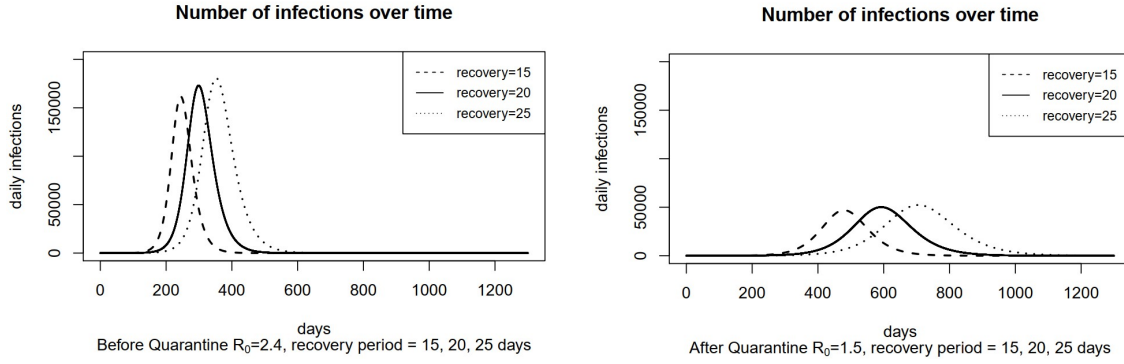 Number of infections over time
daily infections
0
50000
150000
recovery=15
recovery=20
recovery=25
0 200 400 600 800 1000 1200
days
Before Quarantine R₀=2.4, recovery period = 15, 20, 25 days
Number of infections over time
daily infections
0
50000
150000
recovery=15
recovery=20
recovery=25
0 200 400 600 800 1000 1200
days
After Quarantine R₀=1.5, recovery period = 15, 20, 25 days